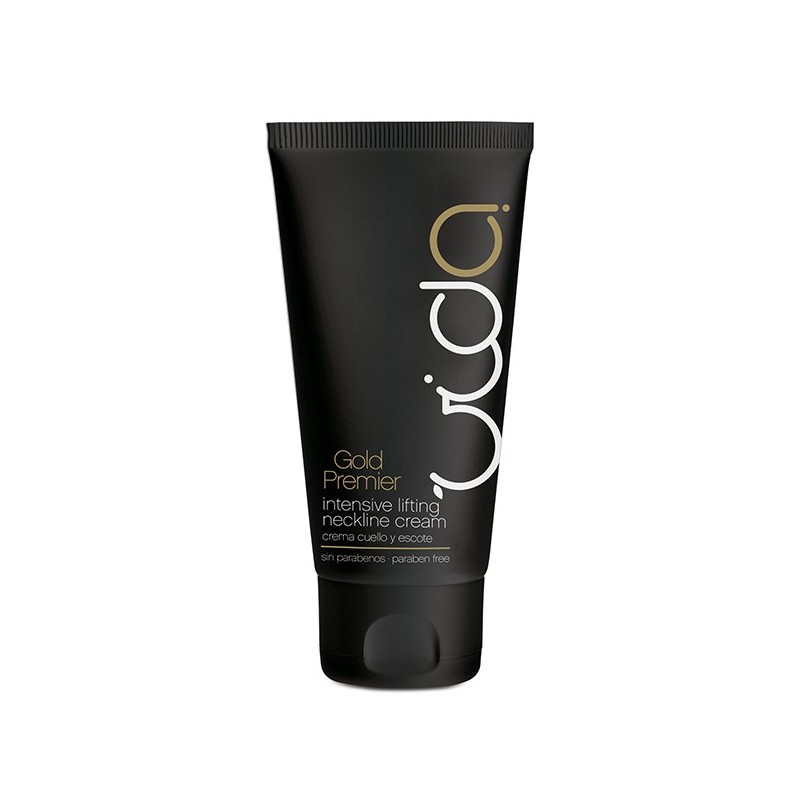 vida
Gold
Premier
intensive lifting
neckline cream
crema cuello y escote
sin parabenos · paraben free